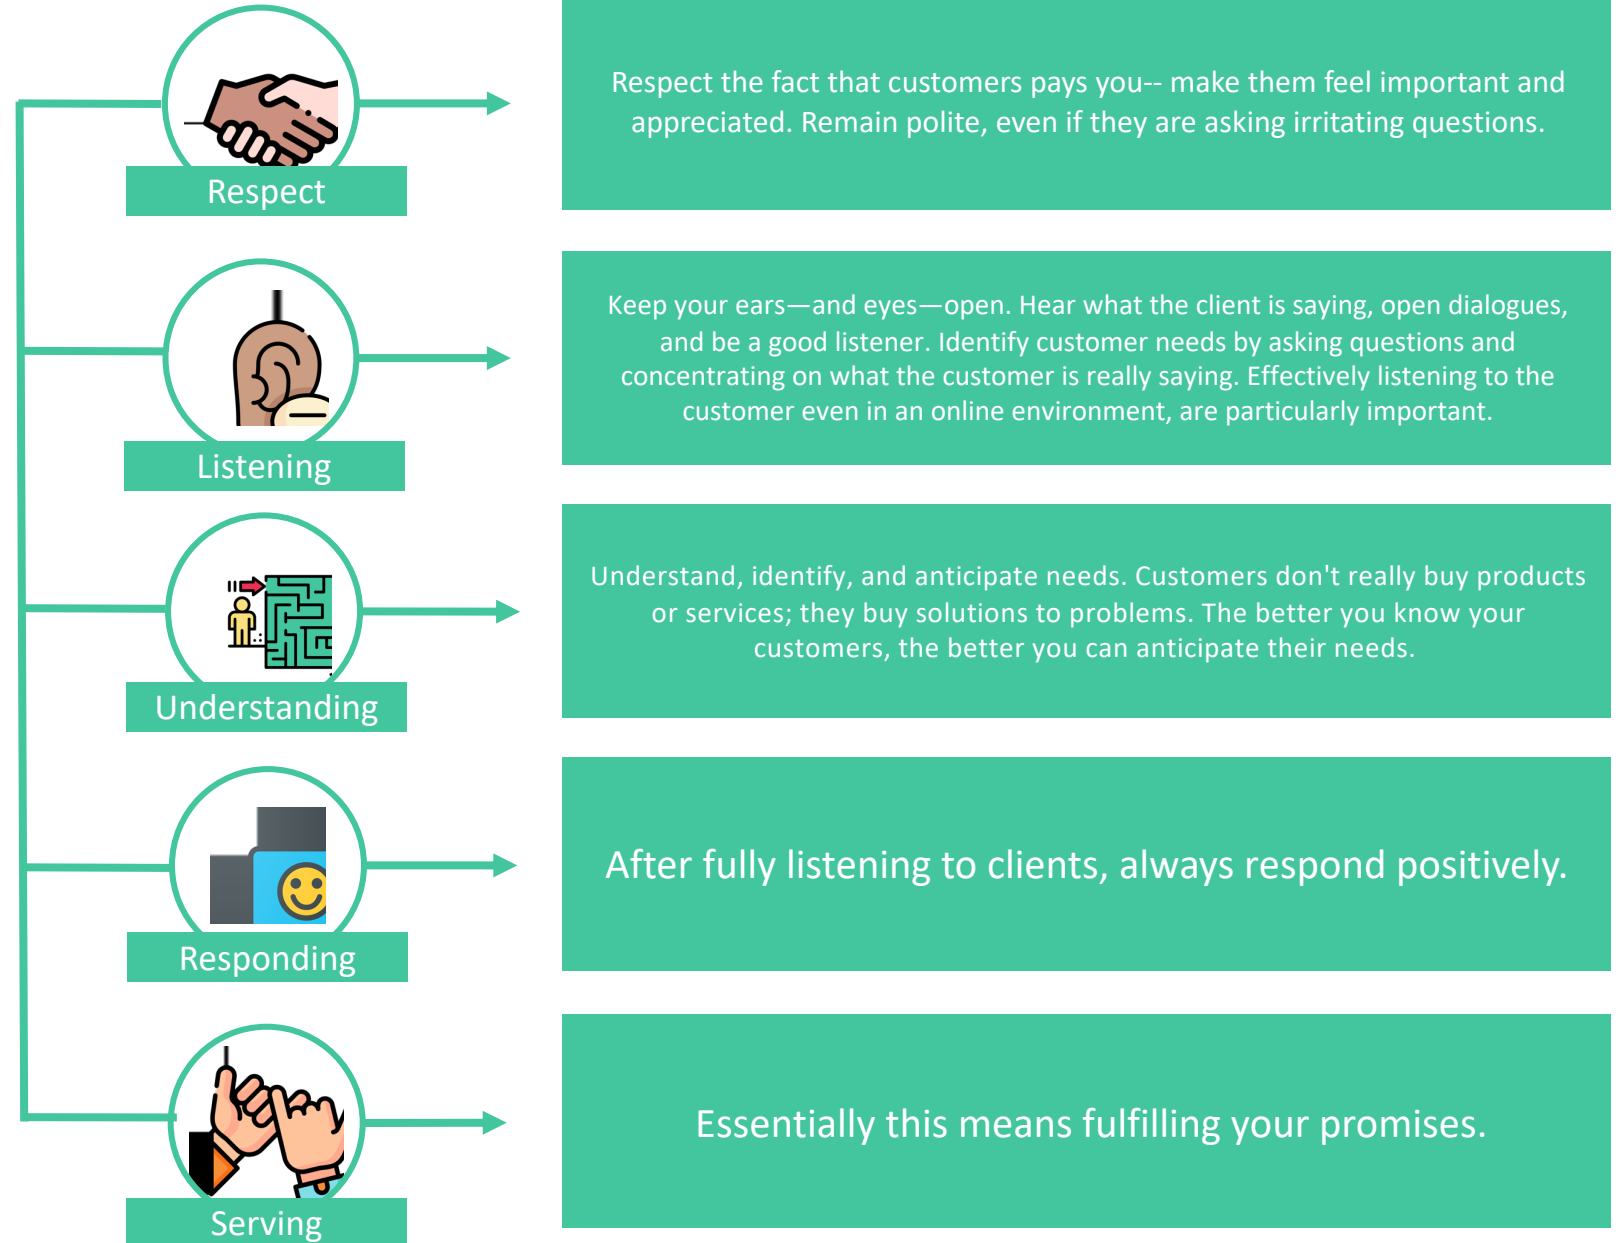 Respect
Respect the fact that customers pays you-- make them feel important and
appreciated. Remain polite, even if they are asking irritating questions.
Listening
Keep your ears—and eyes—open. Hear what the client is saying, open dialogues,
and be a good listener. Identify customer needs by asking questions and
concentrating on what the customer is really saying. Effectively listening to the
customer even in an online environment, are particularly important.
Understanding
Understand, identify, and anticipate needs. Customers don't really buy products
or services; they buy solutions to problems. The better you know your
customers, the better you can anticipate their needs.
Responding
After fully listening to clients, always respond positively.
Serving
Essentially this means fulfilling your promises.